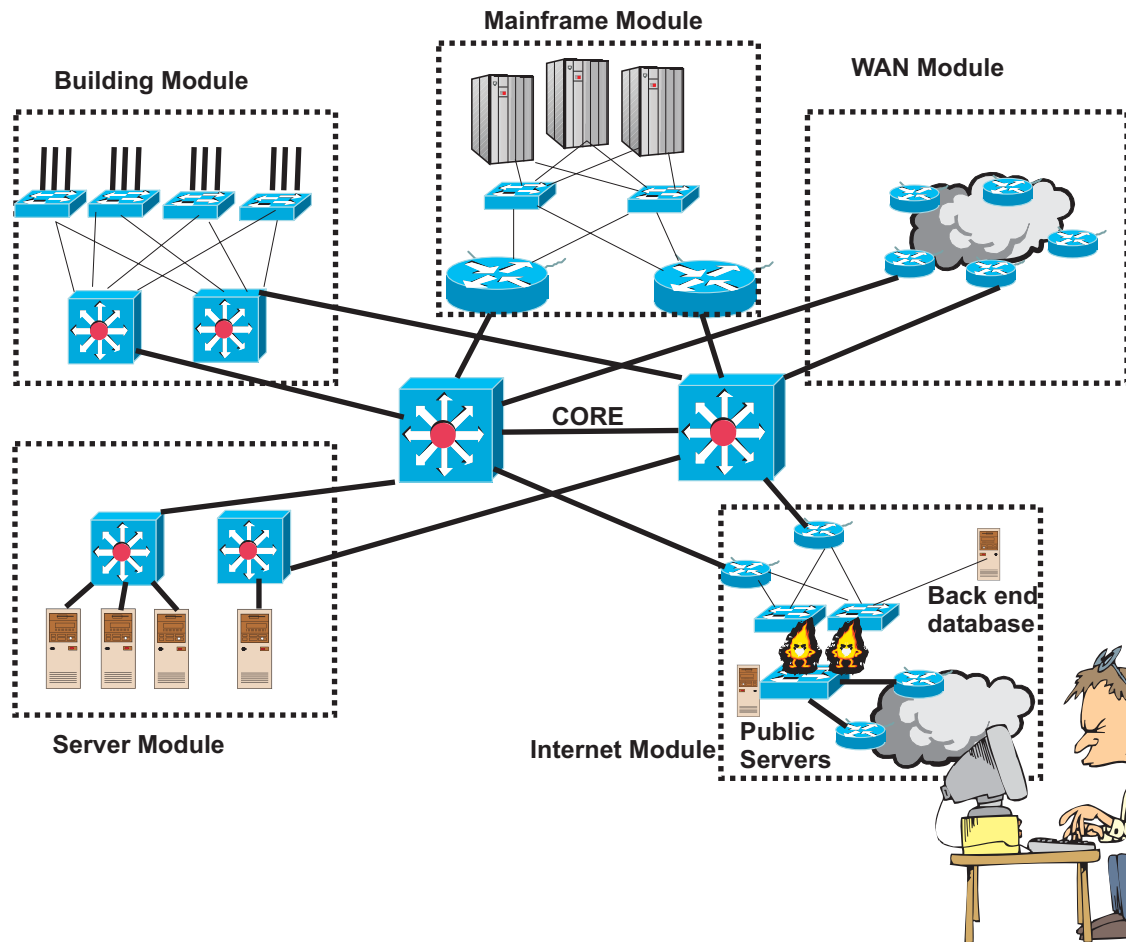 Mainframe Module
Building Module
WAN Module
CORE
Back end
database
Server Module
Internet Module
Public
Servers